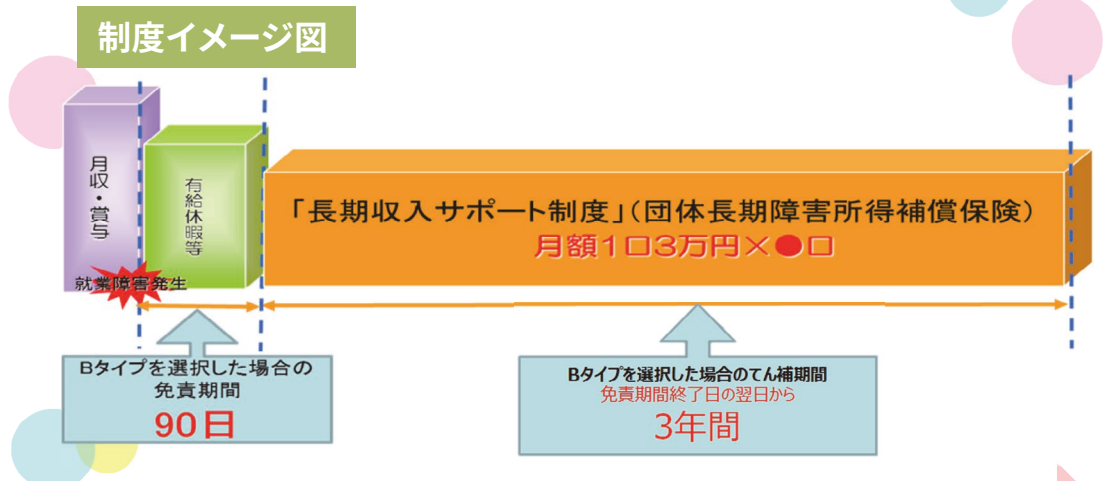 制度イメージ図
月収・賞与
有給休暇等
就業障害発生
「長期収入サポート制度」(団体長期障害所得補償保険)
月額1口3万円×●口
Bタイプを選択した場合の
免責期間
90日
Bタイプを選択した場合のてん補期間
免責期間終了日の翌日から
3年間